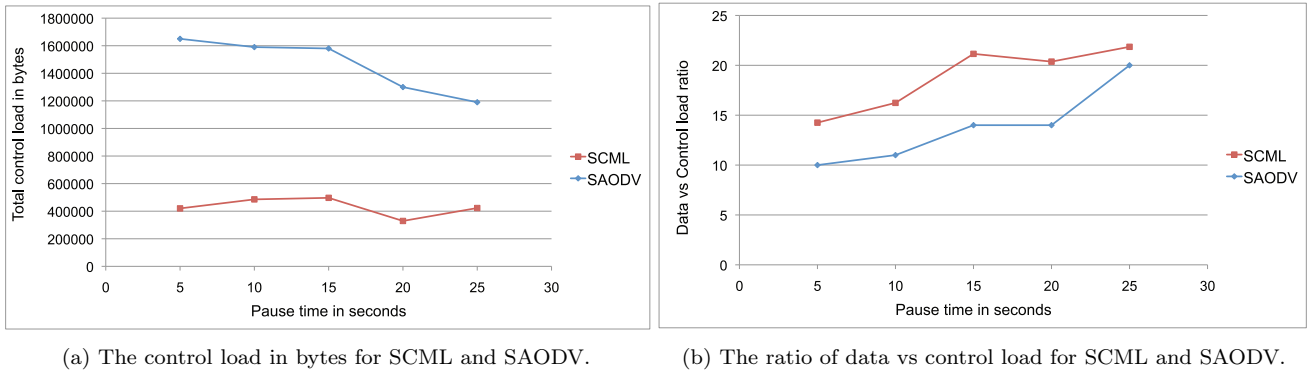 1800000
1600000
1400000
1200000
1000000
800000
600000
400000
200000
0
Total control load in bytes
0 5 10 15 20 25 30
Pause time in seconds
SCML
SAODV
(a) The control load in bytes for SCML and SAODV.
25
20
15
10
5
0
Data vs Control load ratio
0 5 10 15 20 25 30
Pause time in seconds
SCML
SAODV
(b) The ratio of data vs control load for SCML and SAODV.